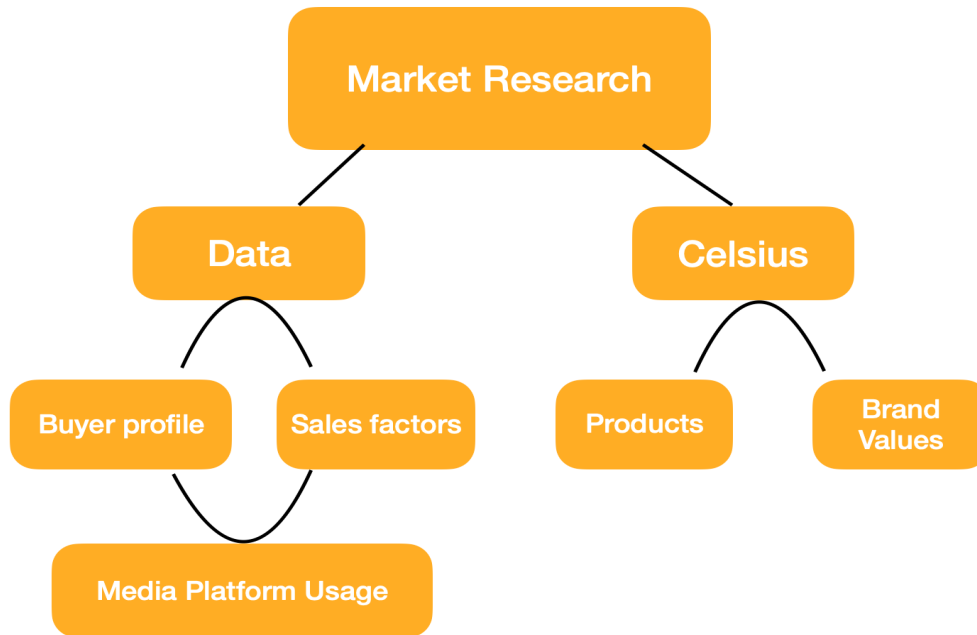 Market Research
Data
Celsius
Buyer profile
Sales factors
Products
Brand
Values
Media Platform Usage